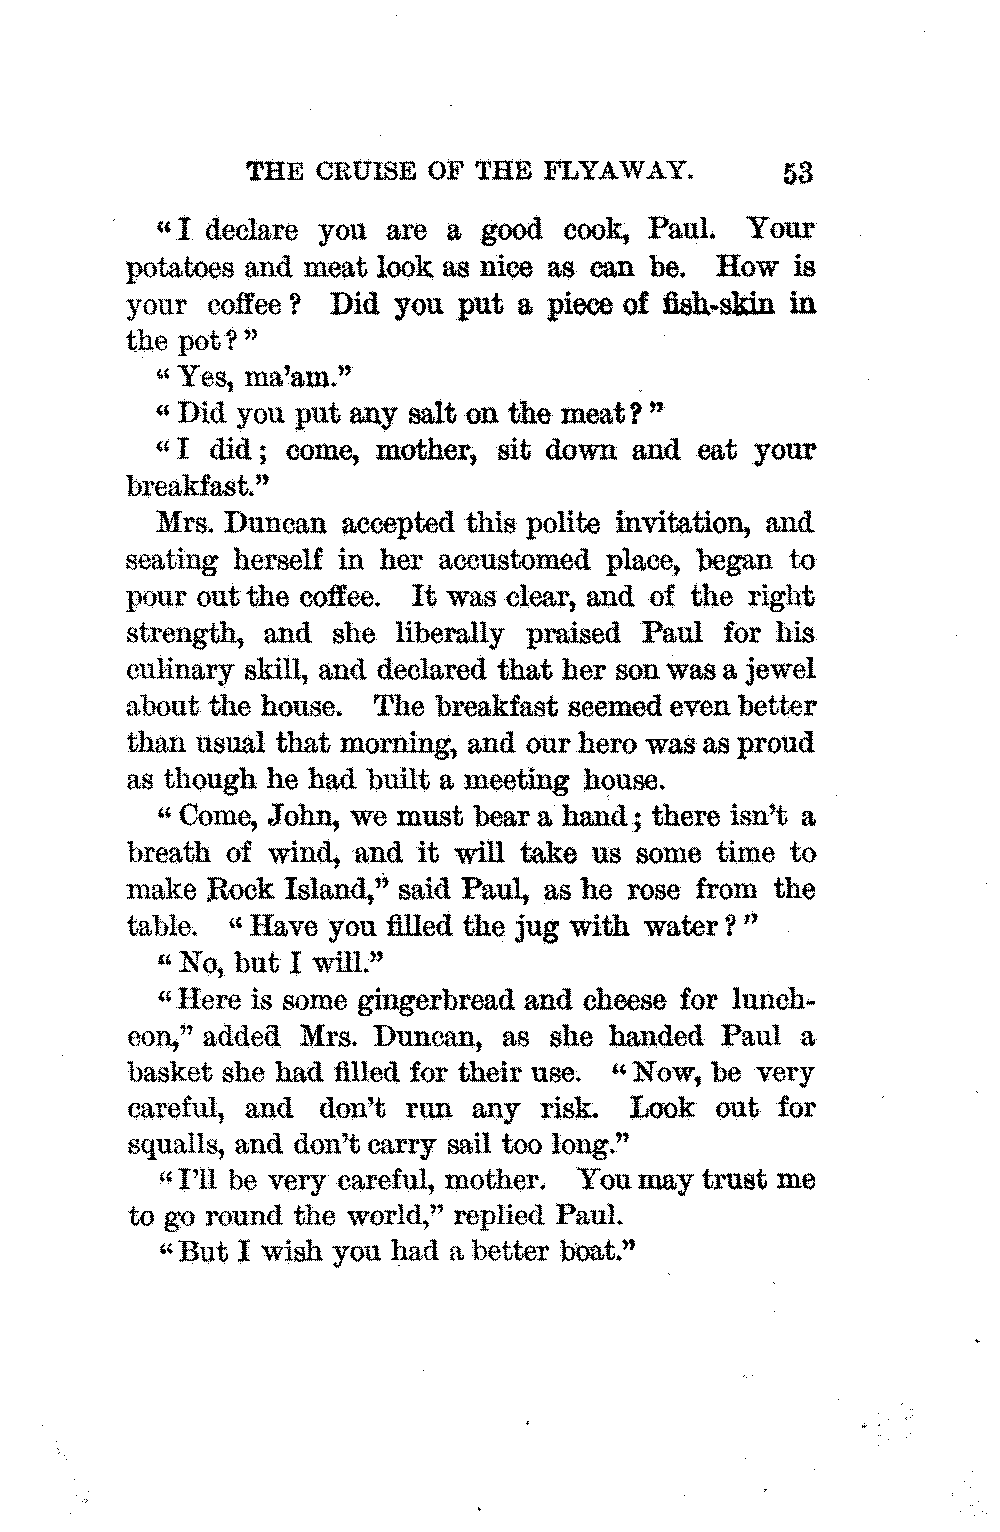 THE CRUISE OF THE FLYAWAY. 53
"I declare you are a good cook, Paul. Your
potatoes and meat look as nice as can be. How is
your coffee? Did you put a piece of fish-skin in
the pot?"
"Yes, ma'am."
"Did you put any salt on the meat?"
"I did; come, mother, sit down and eat your
breakfast."
Mrs. Duncan accepted this polite invitation, and
seating herself in her accustomed place, began to
pour out the coffee. It was clear, and of the right
strength, and she liberally praised Paul for his
culinary skill, and declared that her son was a jewel
about the house. The breakfast seemed even better
than usual that morning, and our hero was as proud
as though he had built a meeting house.
"Come, John, we must bear a hand; there isn't a
breath of wind, and it will take us some time to
make Rock Island," said Paul, as he rose from the
table. "Have you filled the jug with water?"
"No, but I will."
"Here is some gingerbread and cheese for lunch-
eon," added Mrs. Duncan, as she handed Paul a
basket she had filled for their use. "Now, be very
careful, and don't run any risk. Look out for
squalls, and don't carry sail too long."
"I'll be very careful, mother. You may trust me
to go round the world," replied Paul.
"But I wish you had a better boat."